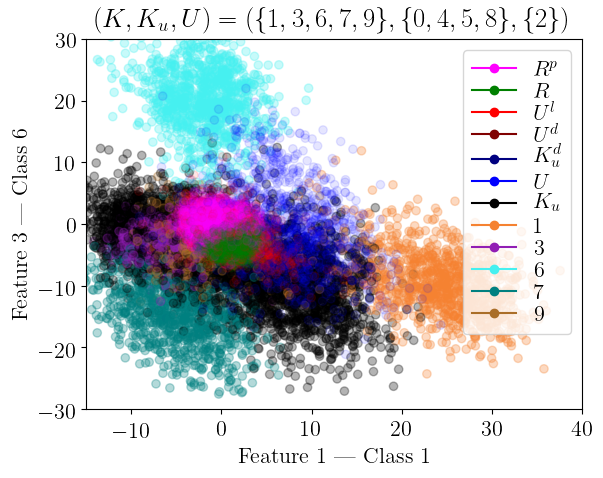 (K, K_u, U) = ({1, 3, 6, 7, 9}, {0, 4, 5, 8}, {2})
Feature 3 — Class 6
30
20
10
0
−10
−20
−30
R^p
R
U^l
U^d
K_u^d
U
K_u
1
3
6
7
9
−10
0
10
20
30
40
Feature 1 — Class 1